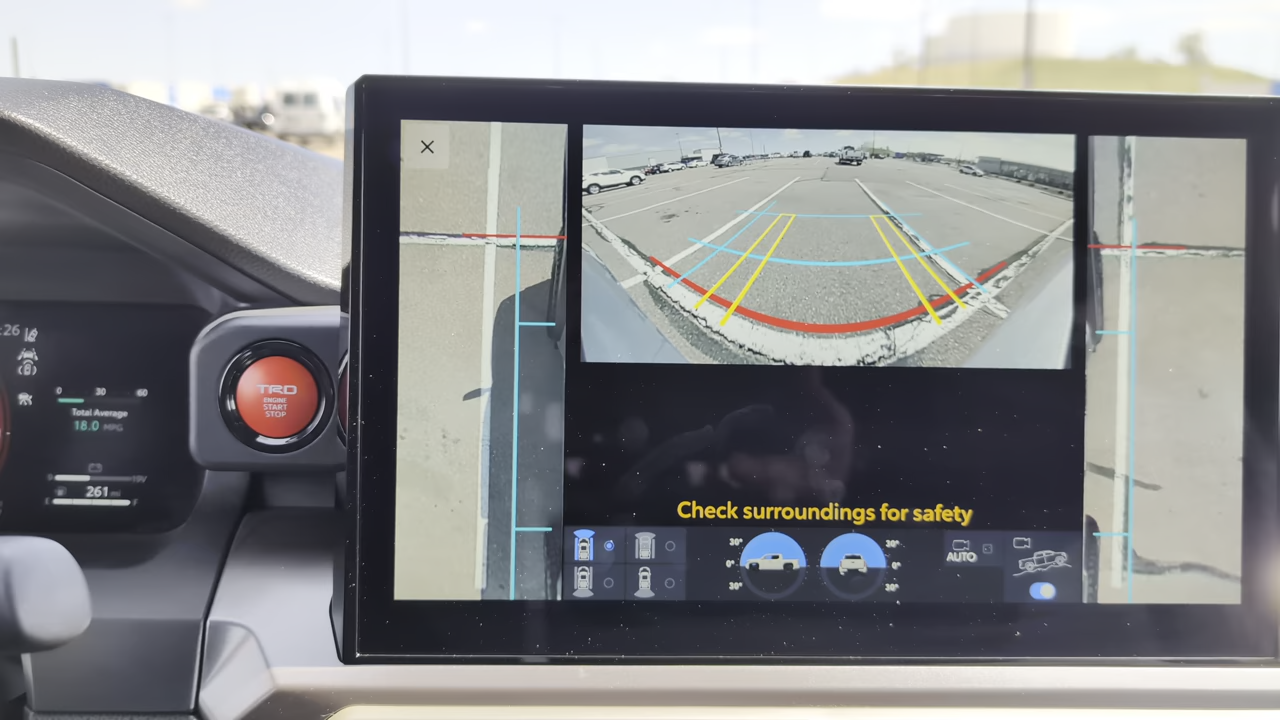 :26
0 30 60
Total Average
18.0 MPG
261 mi
TRD
ENGINE
START
STOP
Check surroundings for safety
30° 30°
0° 0°
30° 30°
AUTO